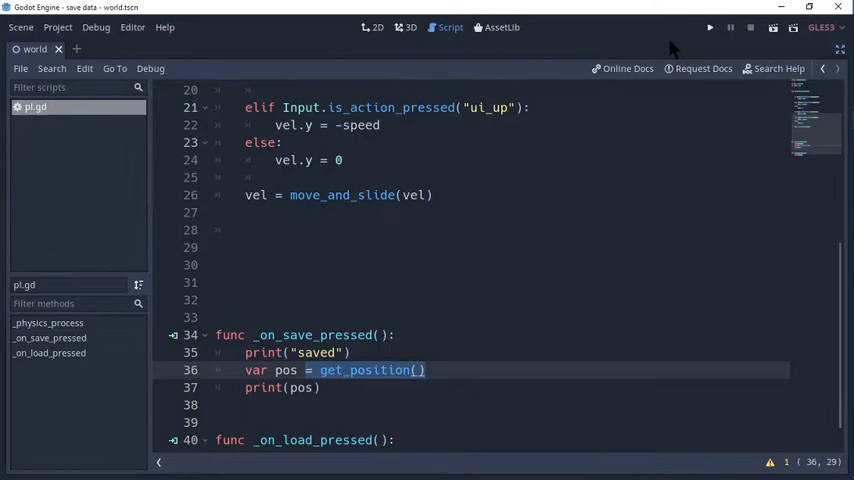 Godot Engine - save data - world.tscn
Scene Project Debug Editor Help
2D 3D Script AssetLib
GLES3
world
File Search Edit Go To Debug
Online Docs Request Docs Search Help
Filter scripts
pl.gd
pl.gd
Filter methods
_physics_process
_on_save_pressed
_on_load_pressed
20
21 elif Input.is_action_pressed("ui_up"):
22 vel.y = -speed
23 else:
24 vel.y = 0
25
26 vel = move_and_slide(vel)
27
28
29
30
31
32
33
34 func _on_save_pressed():
35 print("saved")
36 var pos = get_position()
37 print(pos)
38
39
40 func _on_load_pressed():
1 ( 36, 29)